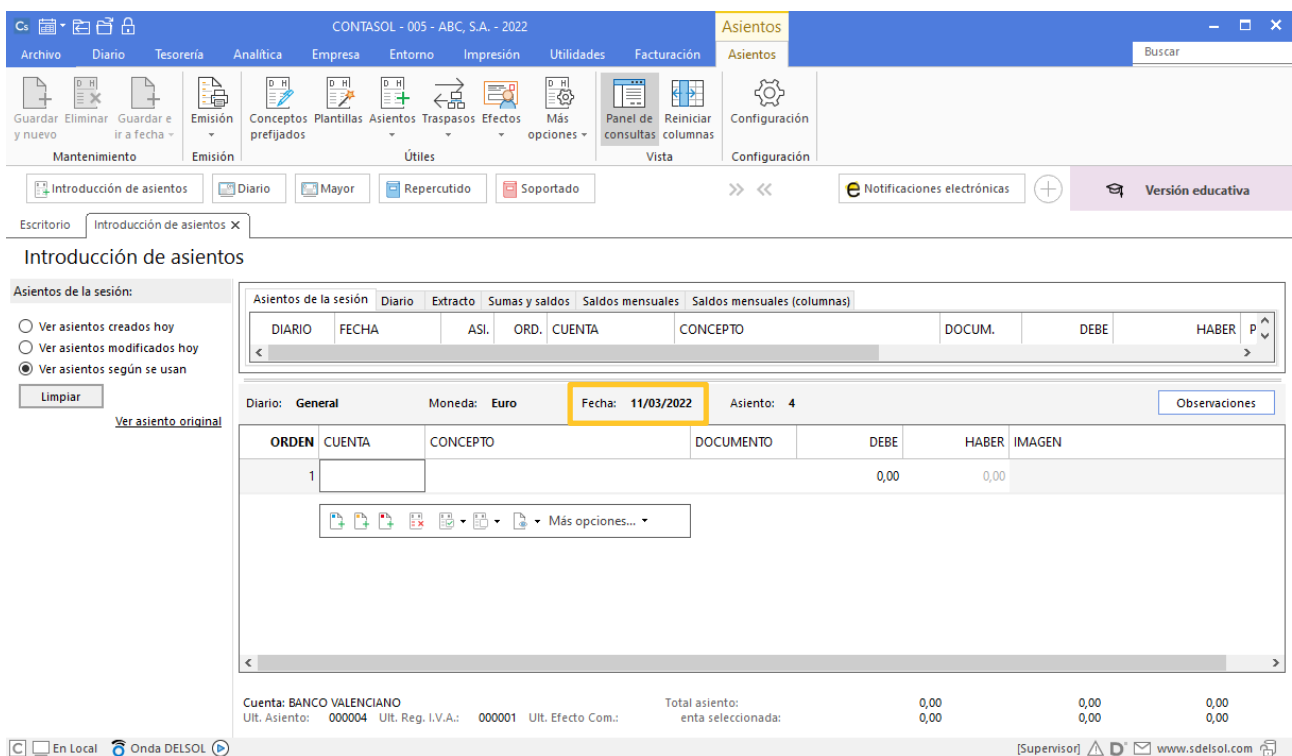 Cs CONTASOL - 005 - ABC, S.A. - 2022 Asientos
Archivo Diario Tesorería Analítica Empresa Entorno Impresión Utilidades Facturación Asientos Buscar
Guardar y nuevo Eliminar Guardar e ir a fecha Emisión Conceptos prefijados Plantillas Asientos Traspasos Efectos Más opciones Panel de consultas Reiniciar columnas Configuración
Mantenimiento Emisión Útiles Vista Configuración
Introducción de asientos Diario Mayor Repercutido Soportado Notificaciones electrónicas Versión educativa
Escritorio Introducción de asientos
Introducción de asientos
Asientos de la sesión:
Ver asientos creados hoy
Ver asientos modificados hoy
Ver asientos según se usan
Limpiar
Ver asiento original
Asientos de la sesión Diario Extracto Sumas y saldos Saldos mensuales Saldos mensuales (columnas)
DIARIO FECHA ASI. ORD. CUENTA CONCEPTO DOCUM. DEBE HABER P
Diario: General Moneda: Euro Fecha: 11/03/2022 Asiento: 4 Observaciones
ORDEN CUENTA CONCEPTO DOCUMENTO DEBE HABER IMAGEN
1 0,00 0,00
Más opciones...
Cuenta: BANCO VALENCIANO Total asiento: 0,00 0,00 0,00
Ult. Asiento: 000004 Ult. Reg. I.V.A.: 000001 Ult. Efecto Com.: enta seleccionada: 0,00 0,00 0,00
C En Local Onda DELSOL [Supervisor] D www.sdelsol.com